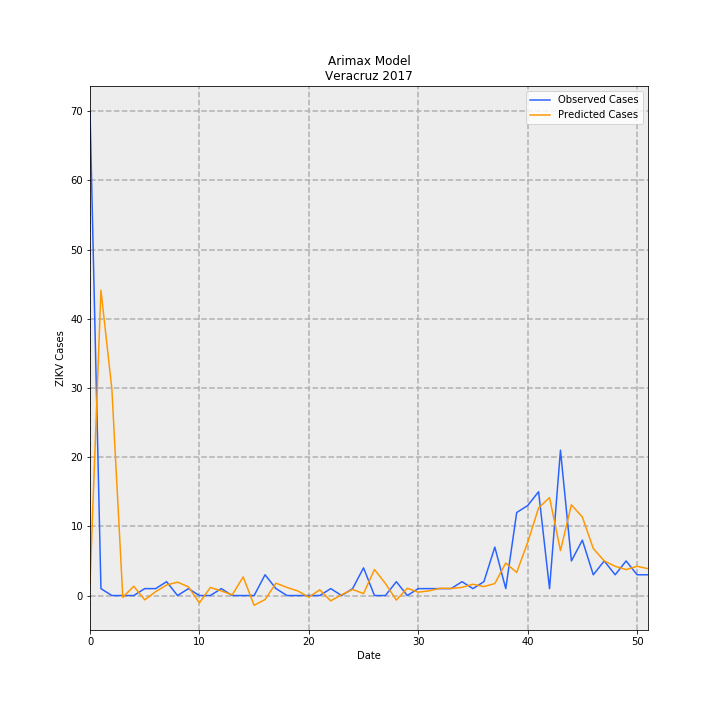 Arimax Model
Veracruz 2017
Observed Cases
Predicted Cases
70
60
50
40
30
20
10
0
ZIKV Cases
0 10 20 30 40 50
Date